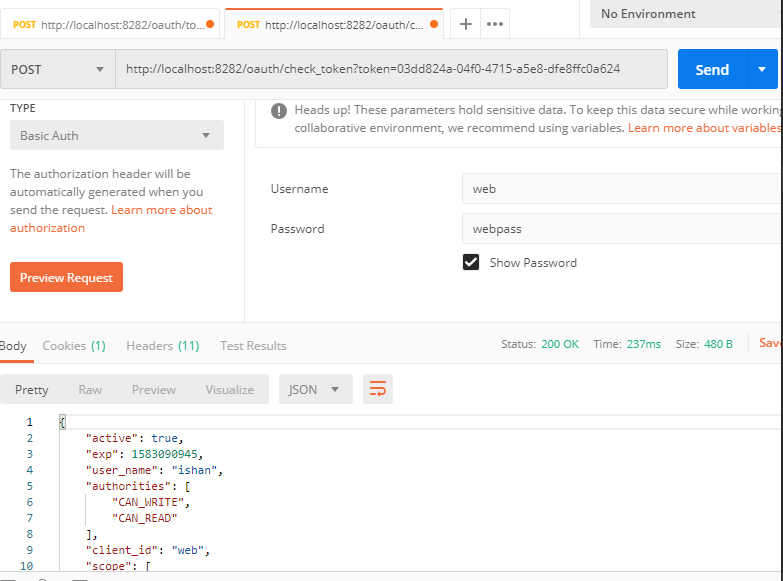 POST http://localhost:8282/oauth/to...
POST http://localhost:8282/oauth/c...
No Environment
POST
http://localhost:8282/oauth/check_token?token=03dd824a-04f0-4715-a5e8-dfe8ffc0a624
Send
TYPE
Basic Auth
The authorization header will be
automatically generated when you
send the request. Learn more about
authorization
Preview Request
Heads up! These parameters hold sensitive data. To keep this data secure while working
collaborative environment, we recommend using variables. Learn more about variables
Username
web
Password
webpass
Show Password
Body Cookies (1) Headers (11) Test Results
Status: 200 OK Time: 237ms Size: 480 B Save
Pretty Raw Preview Visualize JSON
1 {
2 "active": true,
3 "exp": 1583090945,
4 "user_name": "ishan",
5 "authorities": [
6 "CAN_WRITE",
7 "CAN_READ"
8 ],
9 "client_id": "web",
10 "scope": [